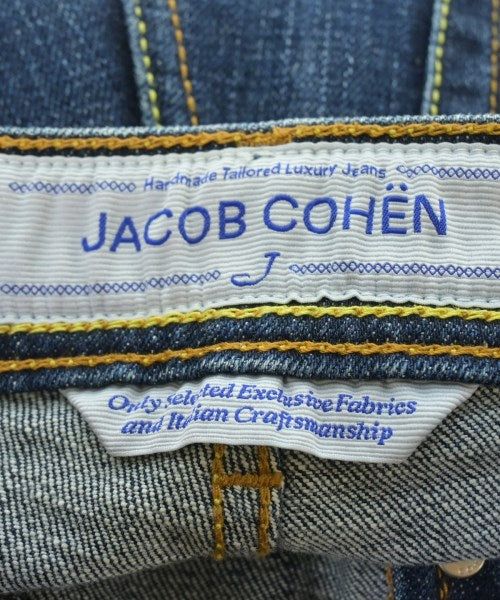 Handmade Tailored Luxury Jeans
JACOB COHËN
J
Only selected Exclusive Fabrics
and Italian Craftsmanship